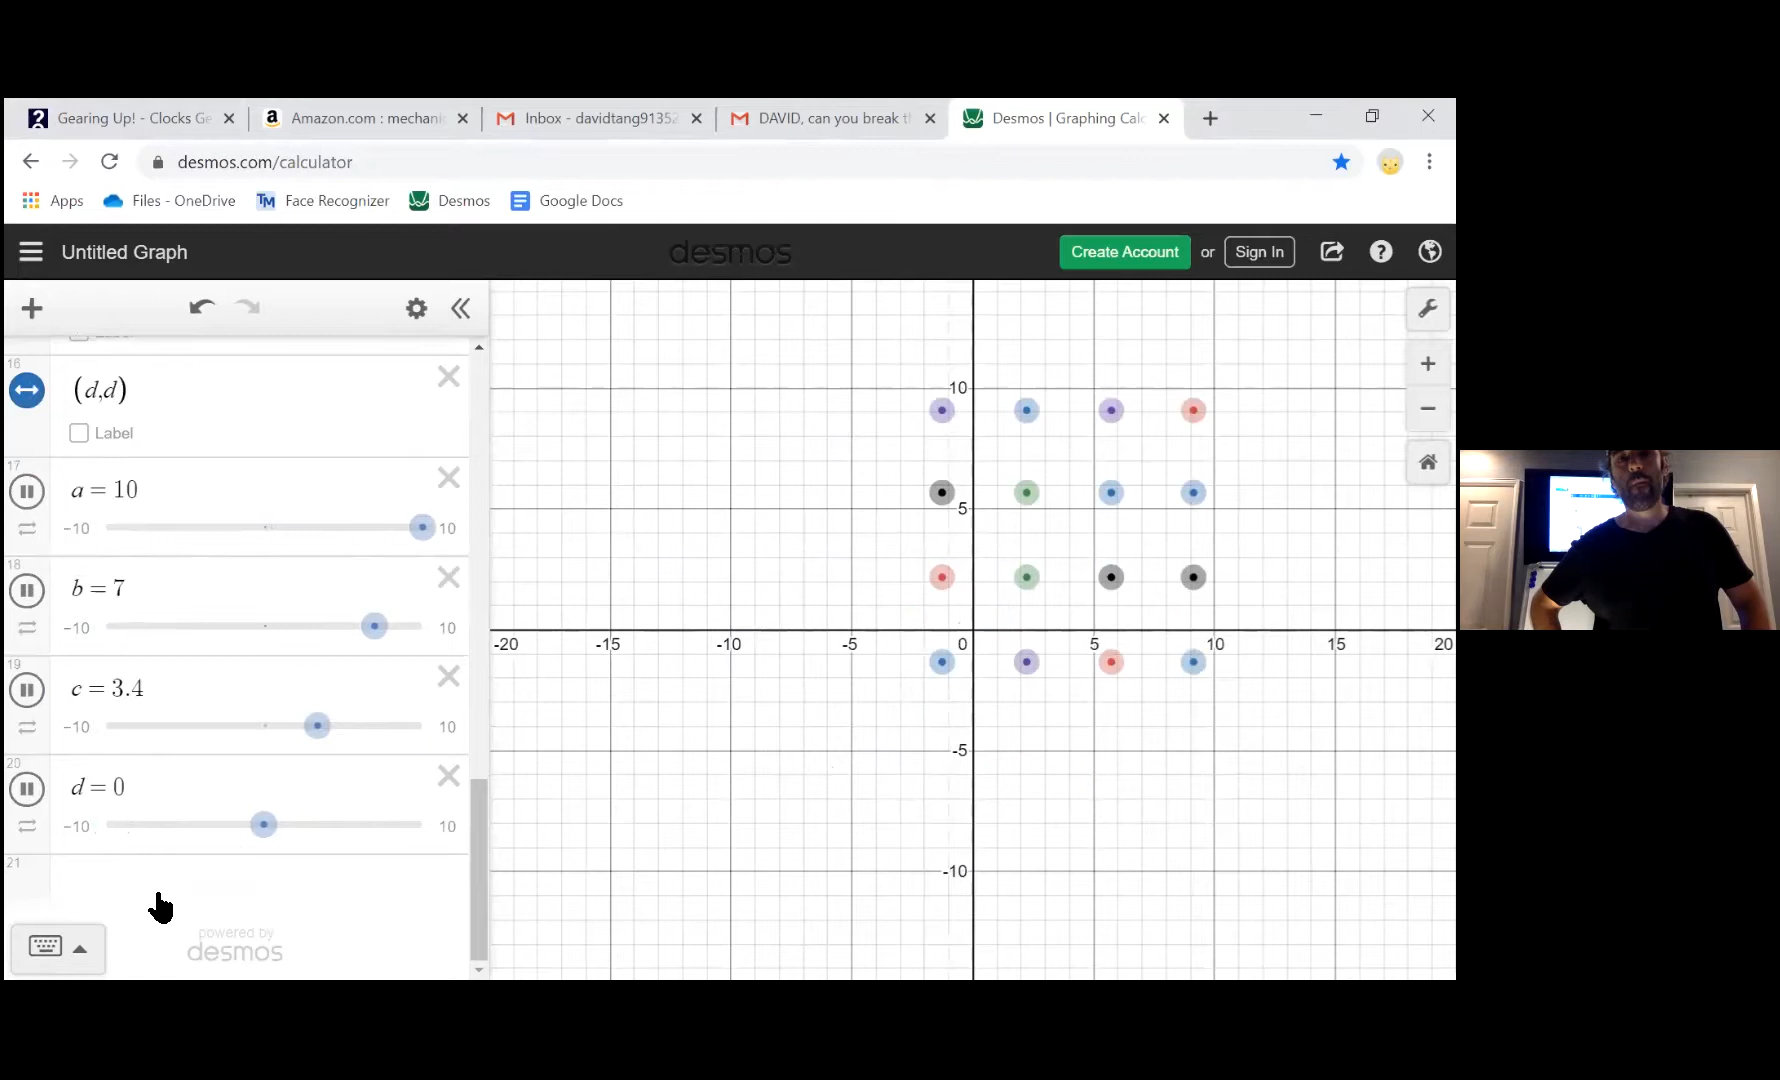 Gearing Up! - Clocks Ge
Amazon.com : mechani
Inbox - davidtang91352
DAVID, can you break t
Desmos | Graphing Calc
desmos.com/calculator
Apps
Files - OneDrive
TM Face Recognizer
Desmos
Google Docs
Untitled Graph
desmos
Create Account or Sign In
Label
16
(d,d)
Label
17
a = 10
-10 10
18
b = 7
-10 10
19
c = 3.4
-10 10
20
d = 0
-10 10
21
powered by
desmos
10
5
-20 -15 -10 -5 0 5 10 15 20
-5
-10